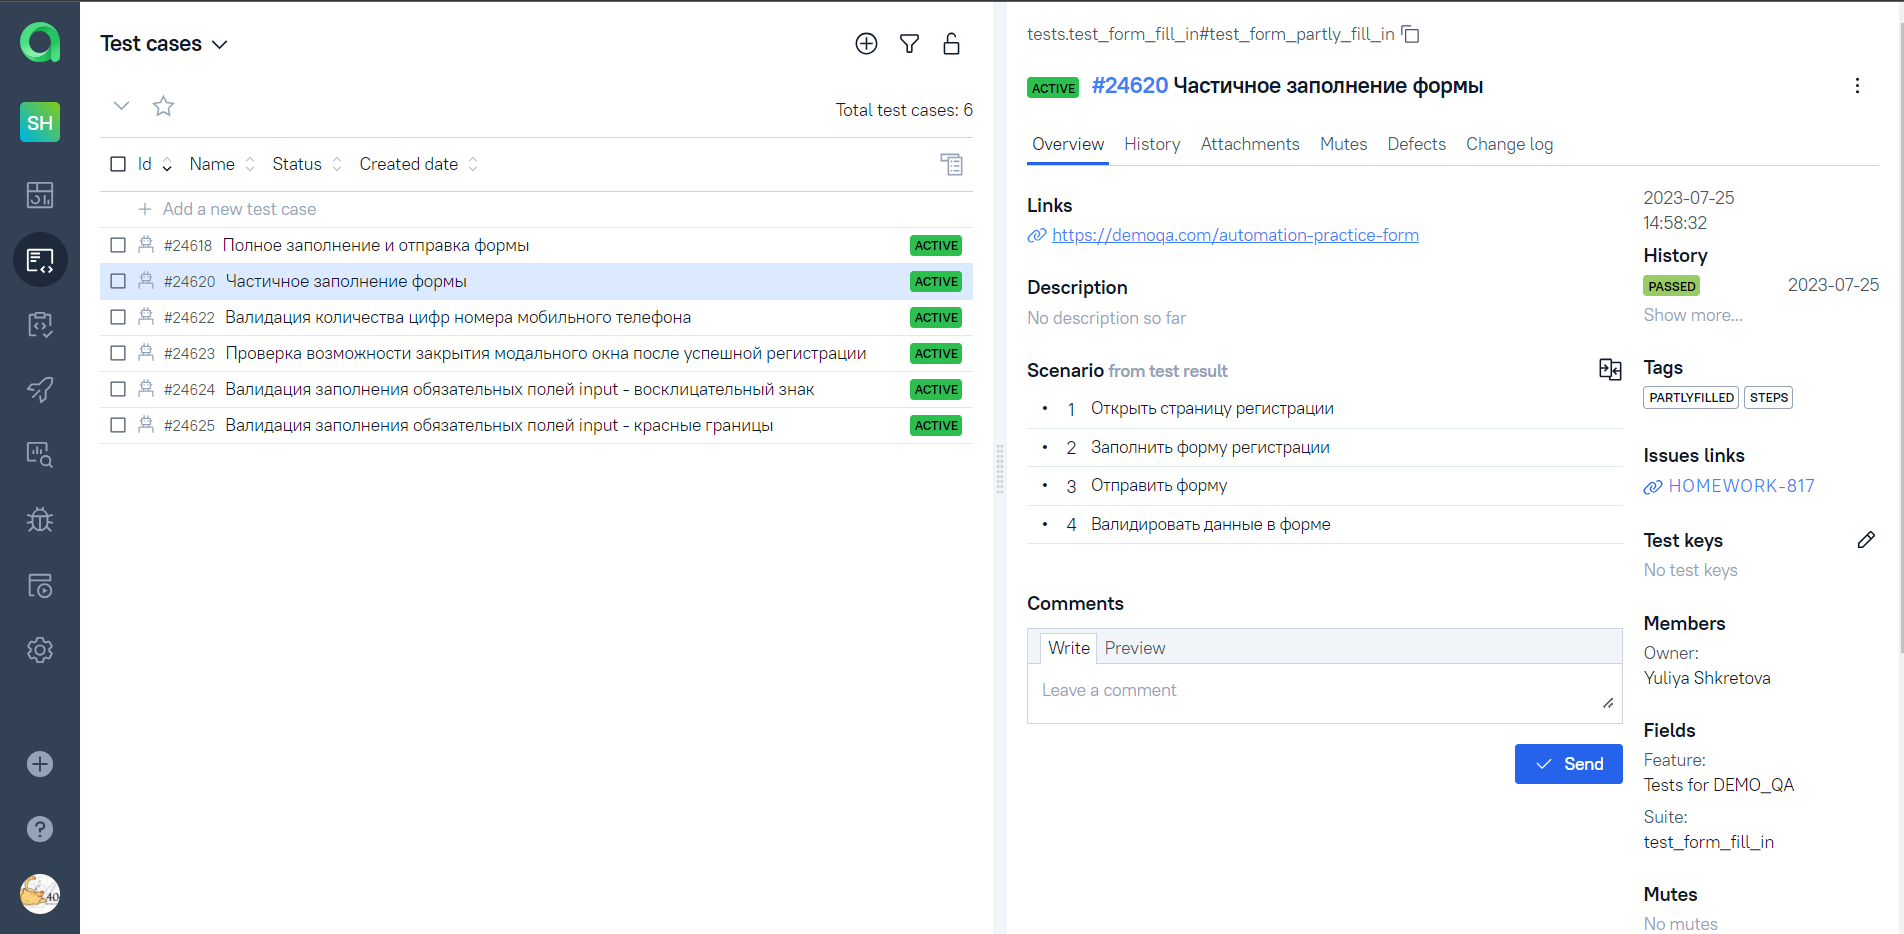 SH
Test cases
Total test cases: 6
Id Name Status Created date
Add a new test case
#24618 Полное заполнение и отправка формы ACTIVE
#24620 Частичное заполнение формы ACTIVE
#24622 Валидация количества цифр номера мобильного телефона ACTIVE
#24623 Проверка возможности закрытия модального окна после успешной регистрации ACTIVE
#24624 Валидация заполнения обязательных полей input - восклицательный знак ACTIVE
#24625 Валидация заполнения обязательных полей input - красные границы ACTIVE
40
tests.test_form_fill_in#test_form_partly_fill_in
ACTIVE #24620 Частичное заполнение формы
Overview History Attachments Mutes Defects Change log
Links
https://demoqa.com/automation-practice-form
Description
No description so far
Scenario from test result
• 1 Открыть страницу регистрации
• 2 Заполнить форму регистрации
• 3 Отправить форму
• 4 Валидировать данные в форме
Comments
Write Preview
Leave a comment
Send
2023-07-25
14:58:32
History
PASSED 2023-07-25
Show more...
Tags
PARTLYFILLED STEPS
Issues links
HOMEWORK-817
Test keys
No test keys
Members
Owner:
Yuliya Shkretova
Fields
Feature:
Tests for DEMO_QA
Suite:
test_form_fill_in
Mutes
No mutes